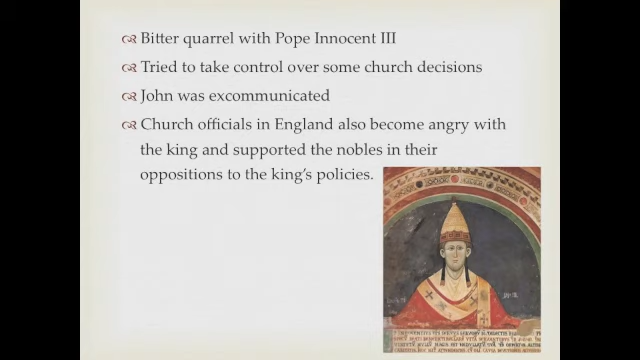 Bitter quarrel with Pope Innocent III
Tried to take control over some church decisions
John was excommunicated
Church officials in England also become angry with
the king and supported the nobles in their
oppositions to the king's policies.